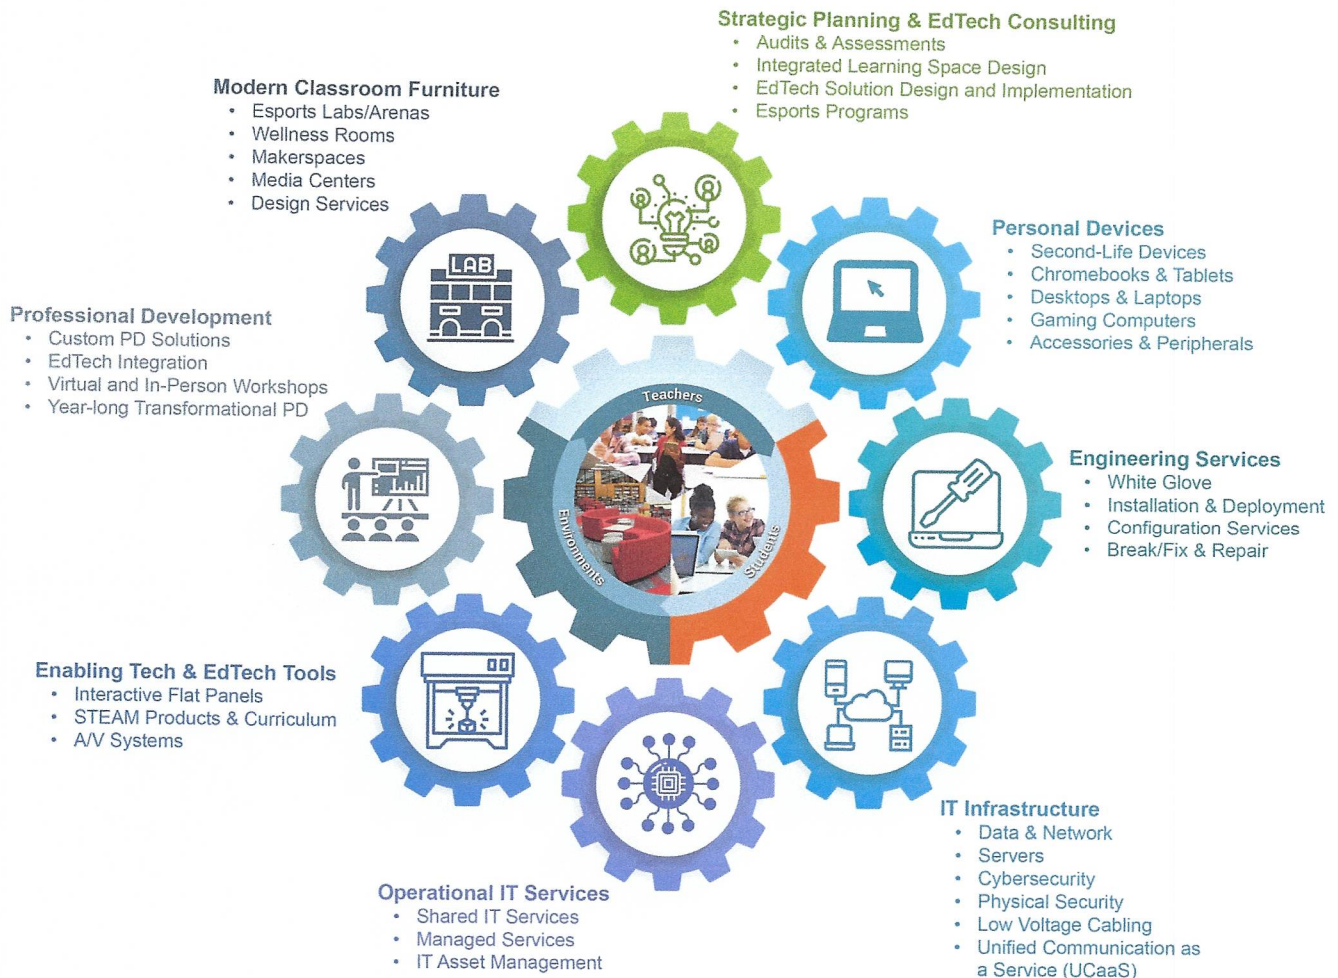 Strategic Planning & EdTech Consulting
• Audits & Assessments
• Integrated Learning Space Design
• EdTech Solution Design and Implementation
• Esports Programs
Modern Classroom Furniture
• Esports Labs/Arenas
• Wellness Rooms
• Makerspaces
• Media Centers
• Design Services
LAB
Personal Devices
• Second-Life Devices
• Chromebooks & Tablets
• Desktops & Laptops
• Gaming Computers
• Accessories & Peripherals
Professional Development
• Custom PD Solutions
• EdTech Integration
• Virtual and In-Person Workshops
• Year-long Transformational PD
Teachers
Environments
Students
Engineering Services
• White Glove
• Installation & Deployment
• Configuration Services
• Break/Fix & Repair
Enabling Tech & EdTech Tools
• Interactive Flat Panels
• STEAM Products & Curriculum
• A/V Systems
Operational IT Services
• Shared IT Services
• Managed Services
• IT Asset Management
IT Infrastructure
• Data & Network
• Servers
• Cybersecurity
• Physical Security
• Low Voltage Cabling
• Unified Communication as
a Service (UCaaS)